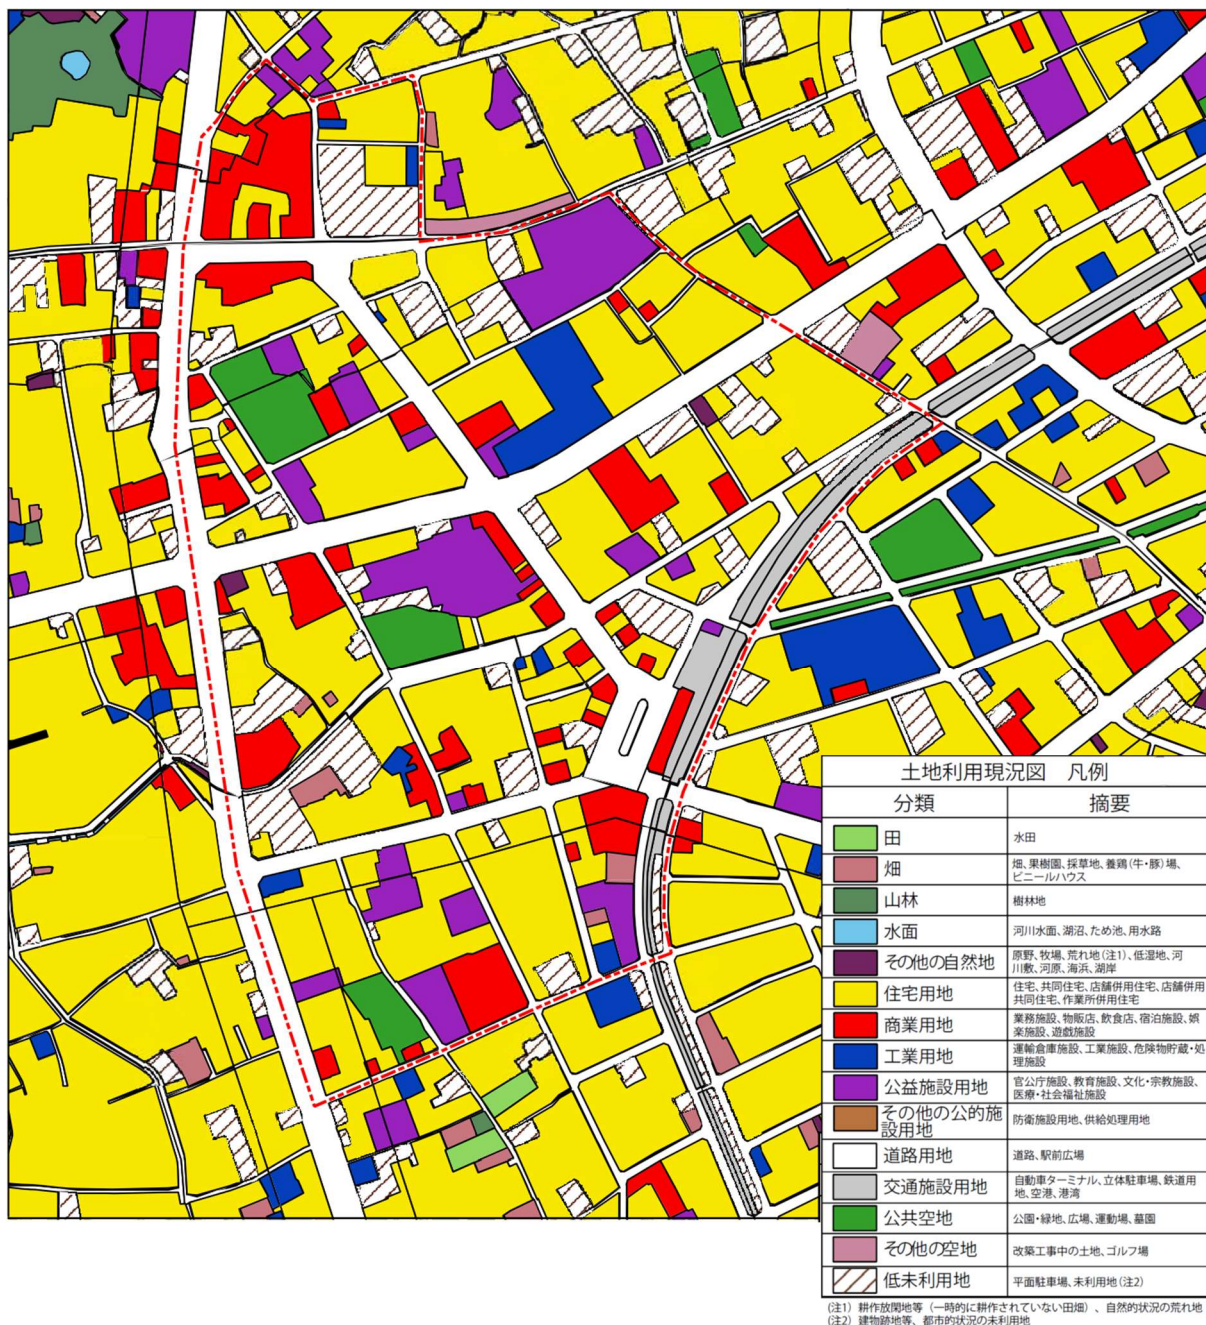 土地利用現況図 凡例
分類 摘要
田 水田
畑 畑、果樹園、採草地、養鶏(牛・豚)場、
ビニールハウス
山林 樹林地
水面 河川水面、湖沼、ため池、用水路
その他の自然地 原野、牧場、荒れ地(注1)、低湿地、河
川敷、河原、海浜、湖岸
住宅用地 住宅、共同住宅、店舗併用住宅、店舗併用
共同住宅、作業所併用住宅
商業用地 業務施設、物販店、飲食店、宿泊施設、娯
楽施設、遊戯施設
工業用地 運輸倉庫施設、工業施設、危険物貯蔵・処
理施設
公益施設用地 官公庁施設、教育施設、文化・宗教施設、
医療・社会福祉施設
その他の公的施
設用地 防衛施設用地、供給処理用地
道路用地 道路、駅前広場
交通施設用地 自動車ターミナル、立体駐車場、鉄道用
地、空港、港湾
公共空地 公園・緑地、広場、運動場、墓園
その他の空地 改築工事中の土地、ゴルフ場
低未利用地 平面駐車場、未利用地(注2)
(注1) 耕作放閑地等(一時的に耕作されていない田畑)、自然的状況の荒れ地
(注2) 建物跡地等、都市的状況の未利用地